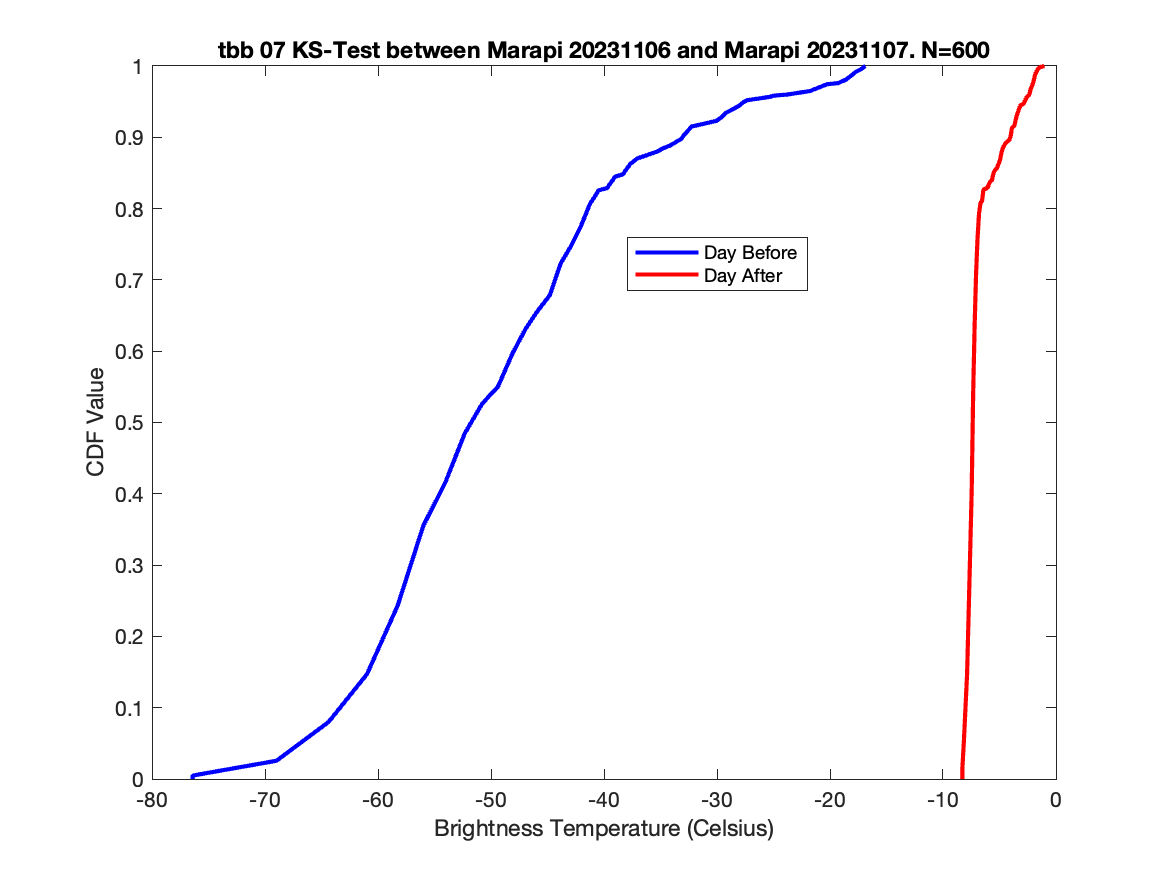 tbb 07 KS-Test between Marapi 20231106 and Marapi 20231107. N=600
1
0.9
0.8
0.7
0.6
0.5
0.4
0.3
0.2
0.1
0
CDF Value
Day Before
Day After
-80 -70 -60 -50 -40 -30 -20 -10 0
Brightness Temperature (Celsius)